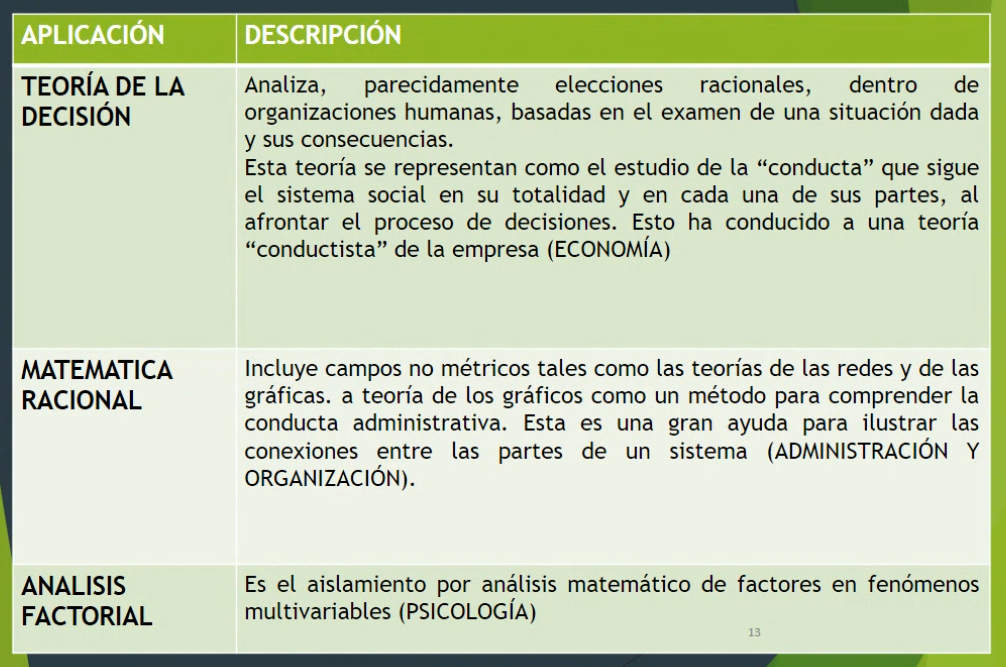 APLICACIÓN
DESCRIPCIÓN
TEORÍA DE LA
DECISIÓN
Analiza, parecidamente elecciones racionales, dentro de
organizaciones humanas, basadas en el examen de una situación dada
y sus consecuencias.
Esta teoría se representan como el estudio de la “conducta” que sigue
el sistema social en su totalidad y en cada una de sus partes, al
afrontar el proceso de decisiones. Esto ha conducido a una teoría
“conductista” de la empresa (ECONOMÍA)
MATEMATICA
RACIONAL
Incluye campos no métricos tales como las teorías de las redes y de las
gráficas. a teoría de los gráficos como un método para comprender la
conducta administrativa. Esta es una gran ayuda para ilustrar las
conexiones entre las partes de un sistema (ADMINISTRACIÓN Y
ORGANIZACIÓN).
ANALISIS
FACTORIAL
Es el aislamiento por análisis matemático de factores en fenómenos
multivariables (PSICOLOGÍA)
13